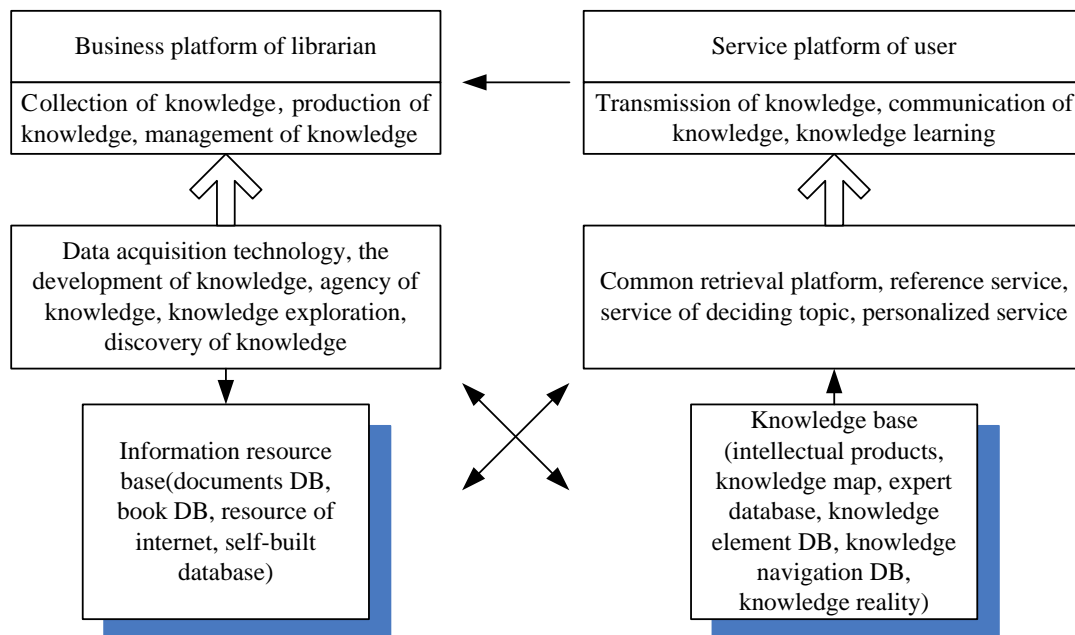 Business platform of librarian
Collection of knowledge, production of
knowledge, management of knowledge
Service platform of user
Transmission of knowledge, communication of
knowledge, knowledge learning
Data acquisition technology, the
development of knowledge, agency of
knowledge, knowledge exploration,
discovery of knowledge
Common retrieval platform, reference service,
service of deciding topic, personalized service
Information resource
base(documents DB,
book DB, resource of
internet, self-built
database)
Knowledge base
(intellectual products,
knowledge map, expert
database, knowledge
element DB, knowledge
navigation DB,
knowledge reality)